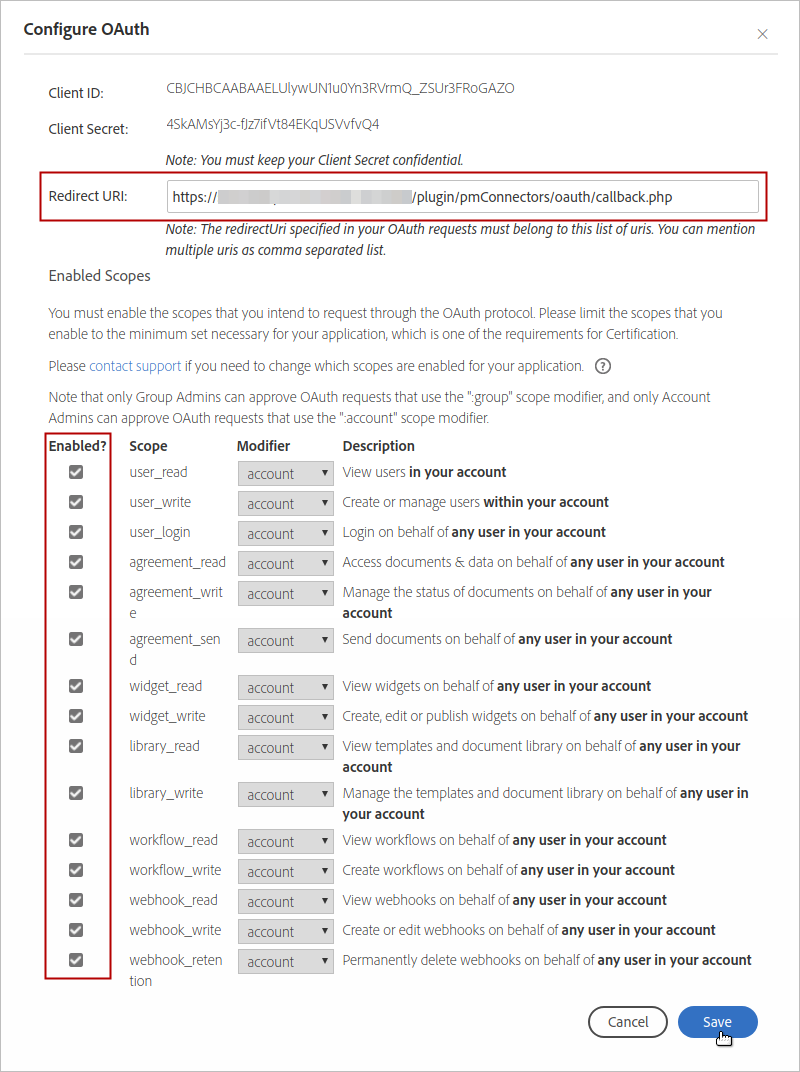 Configure OAuth
Client ID: CBJCHBCAABAAELUlywUN1u0Yn3RVrmQ_ZSUr3FRoGAZO
Client Secret: 4SkAMsYj3c-fJz7ifVt84EKqUSVvfvQ4
Note: You must keep your Client Secret confidential.
Redirect URI: https:// /plugin/pmConnectors/oauth/callback.php
Note: The redirectUri specified in your OAuth requests must belong to this list of uris. You can mention
multiple uris as comma separated list.
Enabled Scopes
You must enable the scopes that you intend to request through the OAuth protocol. Please limit the scopes that you
enable to the minimum set necessary for your application, which is one of the requirements for Certification.
Please contact support if you need to change which scopes are enabled for your application. ?
Note that only Group Admins can approve OAuth requests that use the ":group" scope modifier, and only Account
Admins can approve OAuth requests that use the ":account" scope modifier.
Enabled? Scope Modifier Description
user_read account View users in your account
user_write account Create or manage users within your account
user_login account Login on behalf of any user in your account
agreement_read account Access documents & data on behalf of any user in your account
agreement_writ account Manage the status of documents on behalf of any user in your
e account
agreement_sen account Send documents on behalf of any user in your account
d
widget_read account View widgets on behalf of any user in your account
widget_write account Create, edit or publish widgets on behalf of any user in your account
library_read account View templates and document library on behalf of any user in your
account
library_write account Manage the templates and document library on behalf of any user in
your account
workflow_read account View workflows on behalf of any user in your account
workflow_write account Create workflows on behalf of any user in your account
webhook_read account View webhooks on behalf of any user in your account
webhook_write account Create or edit webhooks on behalf of any user in your account
webhook_reten account Permanently delete webhooks on behalf of any user in your account
tion
Cancel Save